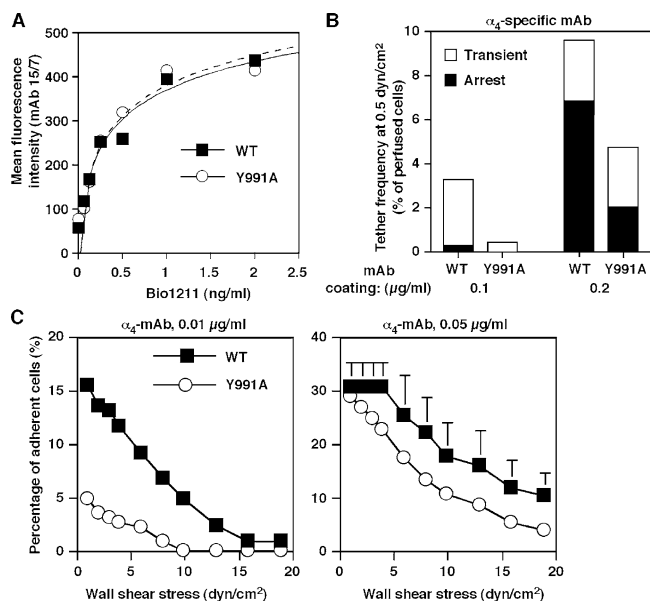 A
Mean fluorescence
intensity (mAb 15/7)
500
400
300
200
100
0
WT
Y991A
0
0.5
1.0
1.5
2.0
2.5
Bio1211 (ng/ml)
B
α4-specific mAb
Tether frequency at 0.5 dyn/cm²
(% of perfused cells)
10
8
6
4
2
0
Transient
Arrest
mAb
WT Y991A WT Y991A
coating: (µg/ml) 0.1 0.2
C
α4-mAb, 0.01 µg/ml
Percentage of adherent cells (%)
20
15
10
5
0
WT
Y991A
0 5 10 15 20
Wall shear stress (dyn/cm²)
α4-mAb, 0.05 µg/ml
40
30
20
10
0
0 5 10 15 20
Wall shear stress (dyn/cm²)